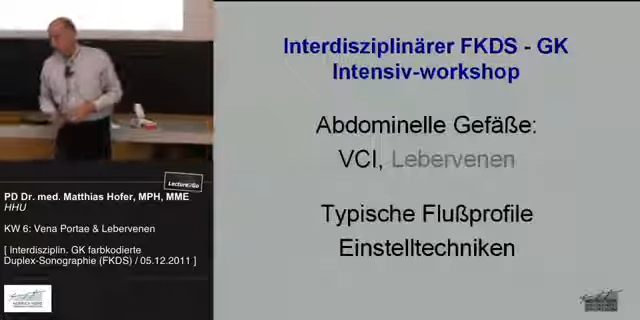 Interdisziplinärer FKDS - GK
Intensiv-workshop
Abdominelle Gefäße:
VCI, Lebervenen
Typische Flußprofile
Einstelltechniken
Lecture2Go
PD Dr. med. Matthias Hofer, MPH, MME
HHU
KW 6: Vena Portae & Lebervenen
[ Interdisziplin. GK farbkodierte
Duplex-Sonographie (FKDS) / 05.12.2011 ]